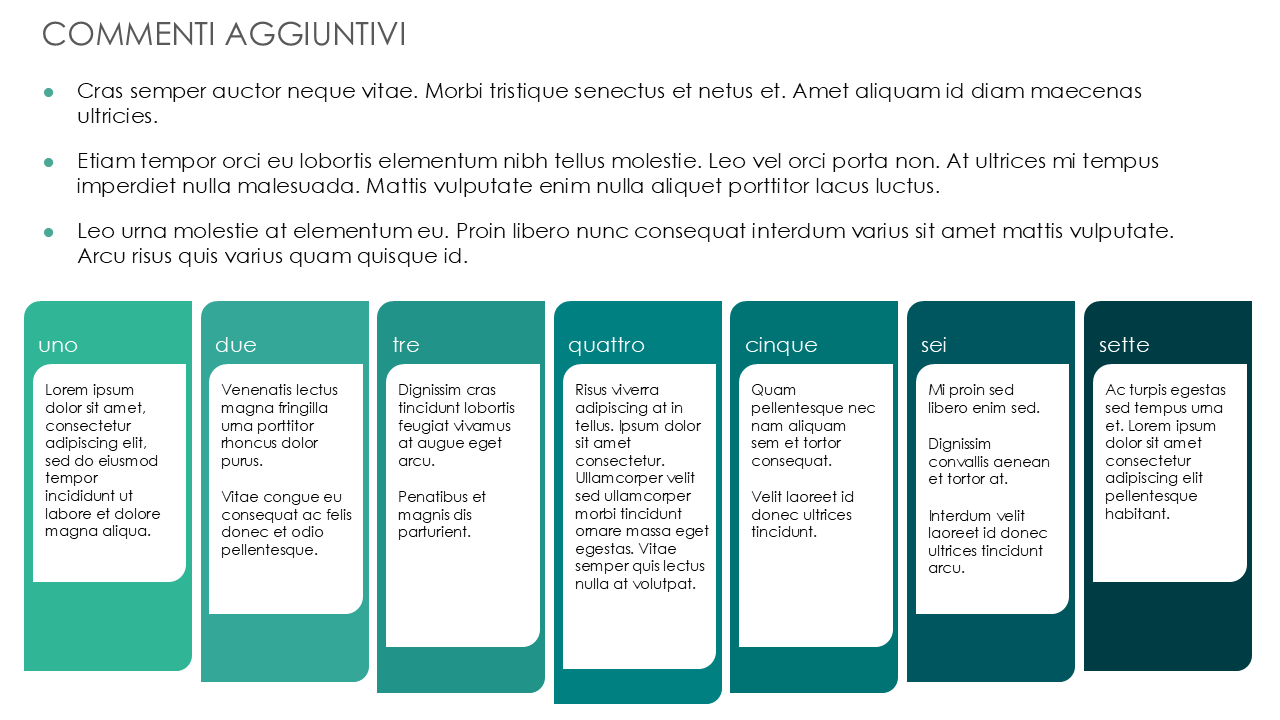 COMMENTI AGGIUNTIVI
● Cras semper auctor neque vitae. Morbi tristique senectus et netus et. Amet aliquam id diam maecenas
ultricies.
● Etiam tempor orci eu lobortis elementum nibh tellus molestie. Leo vel orci porta non. At ultrices mi tempus
imperdiet nulla malesuada. Mattis vulputate enim nulla aliquet porttitor lacus luctus.
● Leo urna molestie at elementum eu. Proin libero nunc consequat interdum varius sit amet mattis vulputate.
Arcu risus quis varius quam quisque id.
uno
Lorem ipsum
dolor sit amet,
consectetur
adipiscing elit,
sed do eiusmod
tempor
incididunt ut
labore et dolore
magna aliqua.
due
Venenatis lectus
magna fringilla
urna porttitor
rhoncus dolor
purus.
Vitae congue eu
consequat ac felis
donec et odio
pellentesque.
tre
Dignissim cras
tincidunt lobortis
feugiat vivamus
at augue eget
arcu.
Penatibus et
magnis dis
parturient.
quattro
Risus viverra
adipiscing at in
tellus. Ipsum dolor
sit amet
consectetur.
Ullamcorper velit
sed ullamcorper
morbi tincidunt
ornare massa eget
egestas. Vitae
semper quis lectus
nulla at volutpat.
cinque
Quam
pellentesque nec
nam aliquam
sem et tortor
consequat.
Velit laoreet id
donec ultrices
tincidunt.
sei
Mi proin sed
libero enim sed.
Dignissim
convallis aenean
et tortor at.
Interdum velit
laoreet id donec
ultrices tincidunt
arcu.
sette
Ac turpis egestas
sed tempus urna
et. Lorem ipsum
dolor sit amet
consectetur
adipiscing elit
pellentesque
habitant.